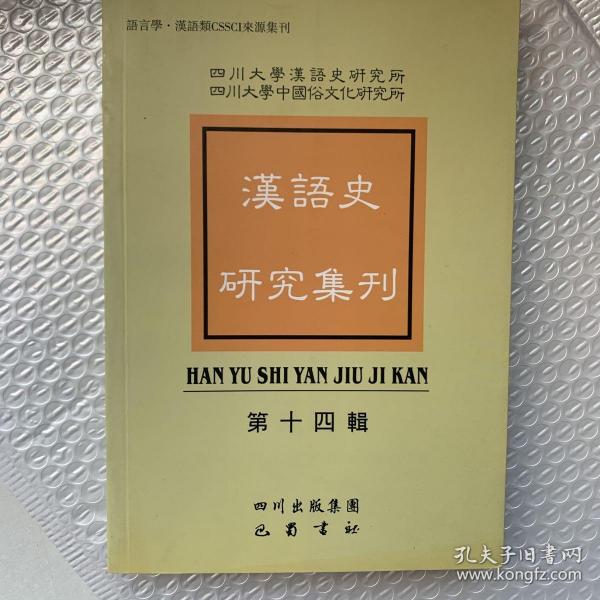 語言學·漢語類CSSCI來源集刊
四川大學漢語史研究所
四川大學中國俗文化研究所
漢語史
研究集刊
HAN YU SHI YAN JIU JI KAN
第十四輯
四川出版集團
巴蜀書社
孔夫子旧书网
www.kongfz.com